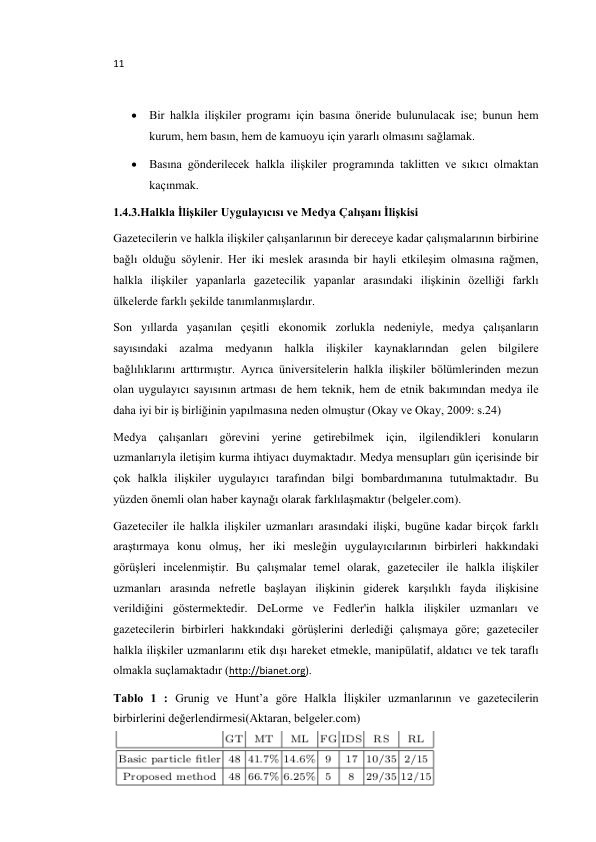 11
• Bir halkla ilişkiler programı için basına öneride bulunulacak ise; bunun hem
kurum, hem basın, hem de kamuoyu için yararlı olmasını sağlamak.
• Basına gönderilecek halkla ilişkiler programında taklitten ve sıkıcı olmaktan
kaçınmak.
1.4.3.Halkla İlişkiler Uygulayıcısı ve Medya Çalışanı İlişkisi
Gazetecilerin ve halkla ilişkiler çalışanlarının bir dereceye kadar çalışmalarının birbirine
bağlı olduğu söylenir. Her iki meslek arasında bir hayli etkileşim olmasına rağmen,
halkla ilişkiler yapanlarla gazetecilik yapanlar arasındaki ilişkinin özelliği farklı
ülkelerde farklı şekilde tanımlanmışlardır.
Son yıllarda yaşanılan çeşitli ekonomik zorlukla nedeniyle, medya çalışanların
sayısındaki azalma medyanın halkla ilişkiler kaynaklarından gelen bilgilere
bağlılıklarını arttırmıştır. Ayrıca üniversitelerin halkla ilişkiler bölümlerinden mezun
olan uygulayıcı sayısının artması de hem teknik, hem de etnik bakımından medya ile
daha iyi bir iş birliğinin yapılmasına neden olmuştur (Okay ve Okay, 2009: s.24)
Medya çalışanları görevini yerine getirebilmek için, ilgilendikleri konuların
uzmanlarıyla iletişim kurma ihtiyacı duymaktadır. Medya mensupları gün içerisinde bir
çok halkla ilişkiler uygulayıcı tarafından bilgi bombardımanına tutulmaktadır. Bu
yüzden önemli olan haber kaynağı olarak farklılaşmaktır (belgeler.com).
Gazeteciler ile halkla ilişkiler uzmanları arasındaki ilişki, bugüne kadar birçok farklı
araştırmaya konu olmuş, her iki mesleğin uygulayıcılarının birbirleri hakkındaki
görüşleri incelenmiştir. Bu çalışmalar temel olarak, gazeteciler ile halkla ilişkiler
uzmanları arasında nefretle başlayan ilişkinin giderek karşılıklı fayda ilişkisine
verildiğini göstermektedir. DeLorme ve Fedler'in halkla ilişkiler uzmanları ve
gazetecilerin birbirleri hakkındaki görüşlerini derlediği çalışmaya göre; gazeteciler
halkla ilişkiler uzmanlarını etik dışı hareket etmekle, manipülatif, aldatıcı ve tek taraflı
olmakla suçlamaktadır (http://bianet.org).
Tablo 1 : Grunig ve Hunt’a göre Halkla İlişkiler uzmanlarının ve gazetecilerin
birbirlerini değerlendirmesi(Aktaran, belgeler.com)
GT MT ML FG IDS RS RL
Basic particle fitler 48 41.7% 14.6% 9 17 10/35 2/15
Proposed method 48 66.7% 6.25% 5 8 29/35 12/15